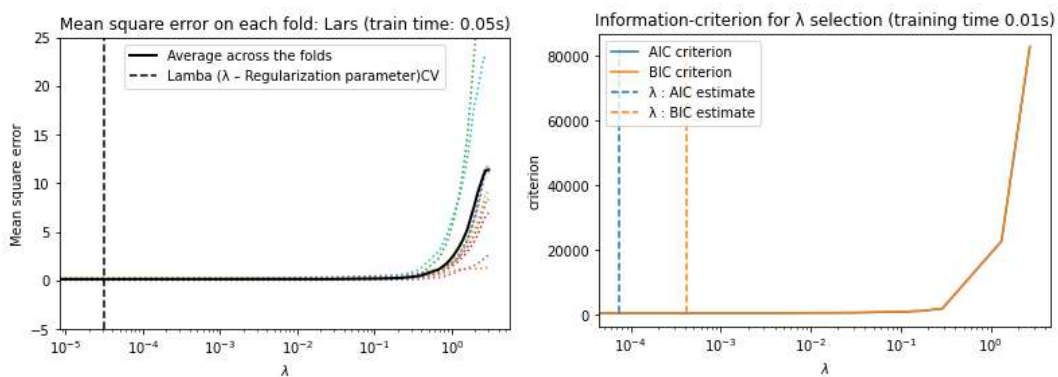 Mean square error on each fold: Lars (train time: 0.05s)
25
20
15
10
5
0
−5
Mean square error
Average across the folds
Lamba (λ – Regularization parameter)CV
10⁻⁵
10⁻⁴
10⁻³
10⁻²
10⁻¹
10⁰
λ
Information-criterion for λ selection (training time 0.01s)
80000
60000
40000
20000
0
criterion
AIC criterion
BIC criterion
λ : AIC estimate
λ : BIC estimate
10⁻⁴
10⁻³
10⁻²
10⁻¹
10⁰
λ